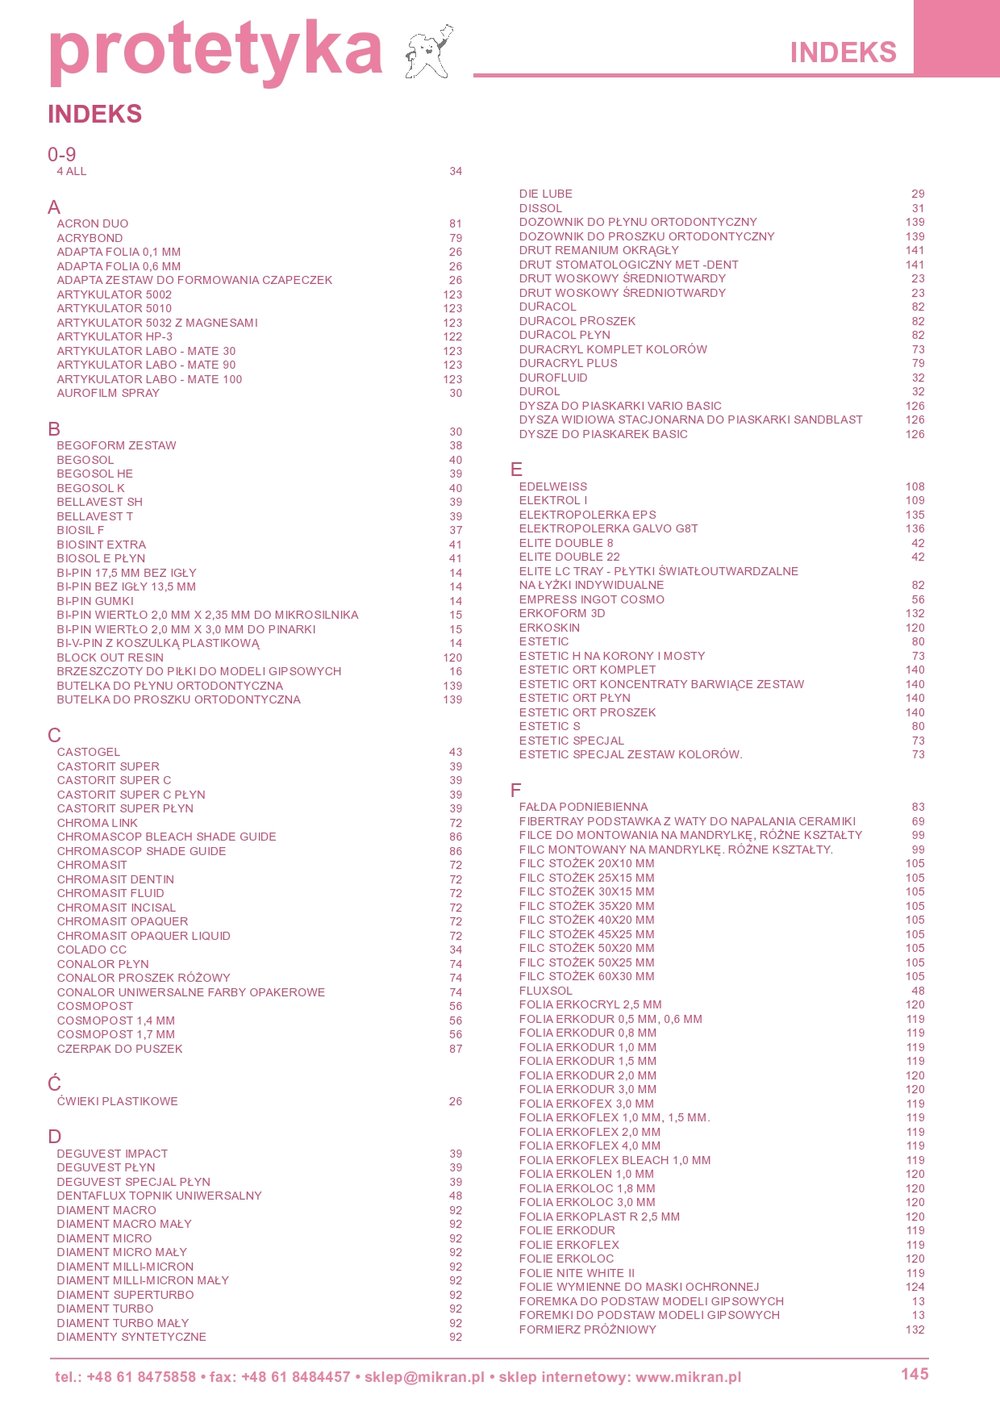 protetyka
INDEKS
INDEKS
0-9
4 ALL 34
A
ACRON DUO 81
ACRYBOND 79
ADAPTA FOLIA 0,1 MM 26
ADAPTA FOLIA 0,6 MM 26
ADAPTA ZESTAW DO FORMOWANIA CZAPECZEK 26
ARTYKULATOR 5002 123
ARTYKULATOR 5010 123
ARTYKULATOR 5032 Z MAGNESAMI 123
ARTYKULATOR HP-3 122
ARTYKULATOR LABO - MATE 30 123
ARTYKULATOR LABO - MATE 90 123
ARTYKULATOR LABO - MATE 100 123
AUROFILM SPRAY 30
B 30
BEGOFORM ZESTAW 38
BEGOSOL 40
BEGOSOL HE 39
BEGOSOL K 40
BELLAVEST SH 39
BELLAVEST T 39
BIOSIL F 37
BIOSINT EXTRA 41
BIOSOL E PŁYN 41
BI-PIN 17,5 MM BEZ IGŁY 14
BI-PIN BEZ IGŁY 13,5 MM 14
BI-PIN GUMKI 14
BI-PIN WIERTŁO 2,0 MM X 2,35 MM DO MIKROSILNIKA 15
BI-PIN WIERTŁO 2,0 MM X 3,0 MM DO PINARKI 15
BI-V-PIN Z KOSZULKĄ PLASTIKOWĄ 14
BLOCK OUT RESIN 120
BRZESZCZOTY DO PIŁKI DO MODELI GIPSOWYCH 16
BUTELKA DO PŁYNU ORTODONTYCZNA 139
BUTELKA DO PROSZKU ORTODONTYCZNA 139
C
CASTOGEL 43
CASTORIT SUPER 39
CASTORIT SUPER C 39
CASTORIT SUPER C PŁYN 39
CASTORIT SUPER PŁYN 39
CHROMA LINK 72
CHROMASCOP BLEACH SHADE GUIDE 86
CHROMASCOP SHADE GUIDE 86
CHROMASIT 72
CHROMASIT DENTIN 72
CHROMASIT FLUID 72
CHROMASIT INCISAL 72
CHROMASIT OPAQUER 72
CHROMASIT OPAQUER LIQUID 72
COLADO CC 34
CONALOR PŁYN 74
CONALOR PROSZEK RÓŻOWY 74
CONALOR UNIWERSALNE FARBY OPAKEROWE 74
COSMOPOST 56
COSMOPOST 1,4 MM 56
COSMOPOST 1,7 MM 56
CZERPAK DO PUSZEK 87
Ć
ĆWIEKI PLASTIKOWE 26
D
DEGUVEST IMPACT 39
DEGUVEST PŁYN 39
DEGUVEST SPECJAL PŁYN 39
DENTAFLUX TOPNIK UNIWERSALNY 48
DIAMENT MACRO 92
DIAMENT MACRO MAŁY 92
DIAMENT MICRO 92
DIAMENT MICRO MAŁY 92
DIAMENT MILLI-MICRON 92
DIAMENT MILLI-MICRON MAŁY 92
DIAMENT SUPERTURBO 92
DIAMENT TURBO 92
DIAMENT TURBO MAŁY 92
DIAMENTY SYNTETYCZNE 92
DIE LUBE 29
DISSOL 31
DOZOWNIK DO PŁYNU ORTODONTYCZNY 139
DOZOWNIK DO PROSZKU ORTODONTYCZNY 139
DRUT REMANIUM OKRĄGŁY 141
DRUT STOMATOLOGICZNY MET -DENT 141
DRUT WOSKOWY ŚREDNIOTWARDY 23
DRUT WOSKOWY ŚREDNIOTWARDY 23
DURACOL 82
DURACOL PROSZEK 82
DURACOL PŁYN 82
DURACRYL KOMPLET KOLORÓW 73
DURACRYL PLUS 79
DUROFLUID 32
DUROL 32
DYSZA DO PIASKARKI VARIO BASIC 126
DYSZA WIDIOWA STACJONARNA DO PIASKARKI SANDBLAST 126
DYSZE DO PIASKAREK BASIC 126
E
EDELWEISS 108
ELEKTROL I 109
ELEKTROPOLERKA EPS 135
ELEKTROPOLERKA GALVO G8T 136
ELITE DOUBLE 8 42
ELITE DOUBLE 22 42
ELITE LC TRAY - PŁYTKI ŚWIATŁOUTWARDZALNE
NA ŁYŻKI INDYWIDUALNE 82
EMPRESS INGOT COSMO 56
ERKOFORM 3D 132
ERKOSKIN 120
ESTETIC 80
ESTETIC H NA KORONY I MOSTY 73
ESTETIC ORT KOMPLET 140
ESTETIC ORT KONCENTRATY BARWIĄCE ZESTAW 140
ESTETIC ORT PŁYN 140
ESTETIC ORT PROSZEK 140
ESTETIC S 80
ESTETIC SPECJAL 73
ESTETIC SPECJAL ZESTAW KOLORÓW. 73
F
FAŁDA PODNIEBIENNA 83
FIBERTRAY PODSTAWKA Z WATY DO NAPALANIA CERAMIKI 69
FILCE DO MONTOWANIA NA MANDRYLKĘ, RÓŻNE KSZTAŁTY 99
FILC MONTOWANY NA MANDRYLKĘ. RÓŻNE KSZTAŁTY. 99
FILC STOŻEK 20X10 MM 105
FILC STOŻEK 25X15 MM 105
FILC STOŻEK 30X15 MM 105
FILC STOŻEK 35X20 MM 105
FILC STOŻEK 40X20 MM 105
FILC STOŻEK 45X25 MM 105
FILC STOŻEK 50X20 MM 105
FILC STOŻEK 50X25 MM 105
FILC STOŻEK 60X30 MM 105
FLUXSOL 48
FOLIA ERKOCRYL 2,5 MM 120
FOLIA ERKODUR 0,5 MM, 0,6 MM 119
FOLIA ERKODUR 0,8 MM 119
FOLIA ERKODUR 1,0 MM 119
FOLIA ERKODUR 1,5 MM 119
FOLIA ERKODUR 2,0 MM 120
FOLIA ERKODUR 3,0 MM 120
FOLIA ERKOFEX 3,0 MM 119
FOLIA ERKOFLEX 1,0 MM, 1,5 MM. 119
FOLIA ERKOFLEX 2,0 MM 119
FOLIA ERKOFLEX 4,0 MM 119
FOLIA ERKOFLEX BLEACH 1,0 MM 119
FOLIA ERKOLEN 1,0 MM 120
FOLIA ERKOLOC 1,8 MM 120
FOLIA ERKOLOC 3,0 MM 120
FOLIA ERKOPLAST R 2,5 MM 120
FOLIE ERKODUR 119
FOLIE ERKOFLEX 119
FOLIE ERKOLOC 120
FOLIE NITE WHITE II 119
FOLIE WYMIENNE DO MASKI OCHRONNEJ 124
FOREMKA DO PODSTAW MODELI GIPSOWYCH 13
FOREMKI DO PODSTAW MODELI GIPSOWYCH 13
FORMIERZ PRÓŻNIOWY 132
tel.: +48 61 8475858 • fax: +48 61 8484457 • sklep@mikran.pl • sklep internetowy: www.mikran.pl 145